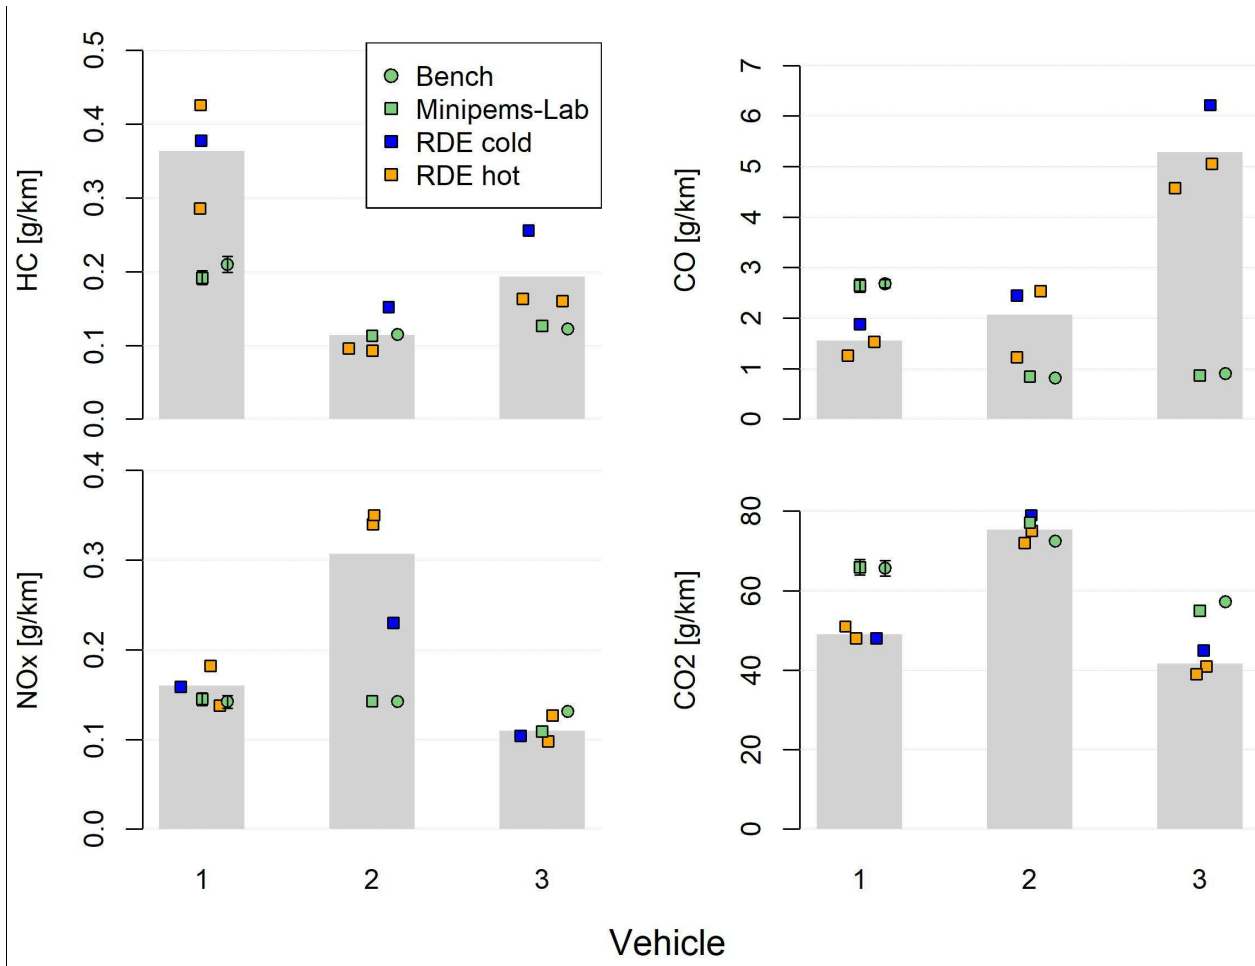 HC [g/km]
0.5
0.4
0.3
0.2
0.1
0.0
Bench
Minipems-Lab
RDE cold
RDE hot
CO [g/km]
7
6
5
4
3
2
1
0
NOx [g/km]
0.4
0.3
0.2
0.1
0.0
1 2 3
CO2 [g/km]
80
60
40
20
0
1 2 3
Vehicle